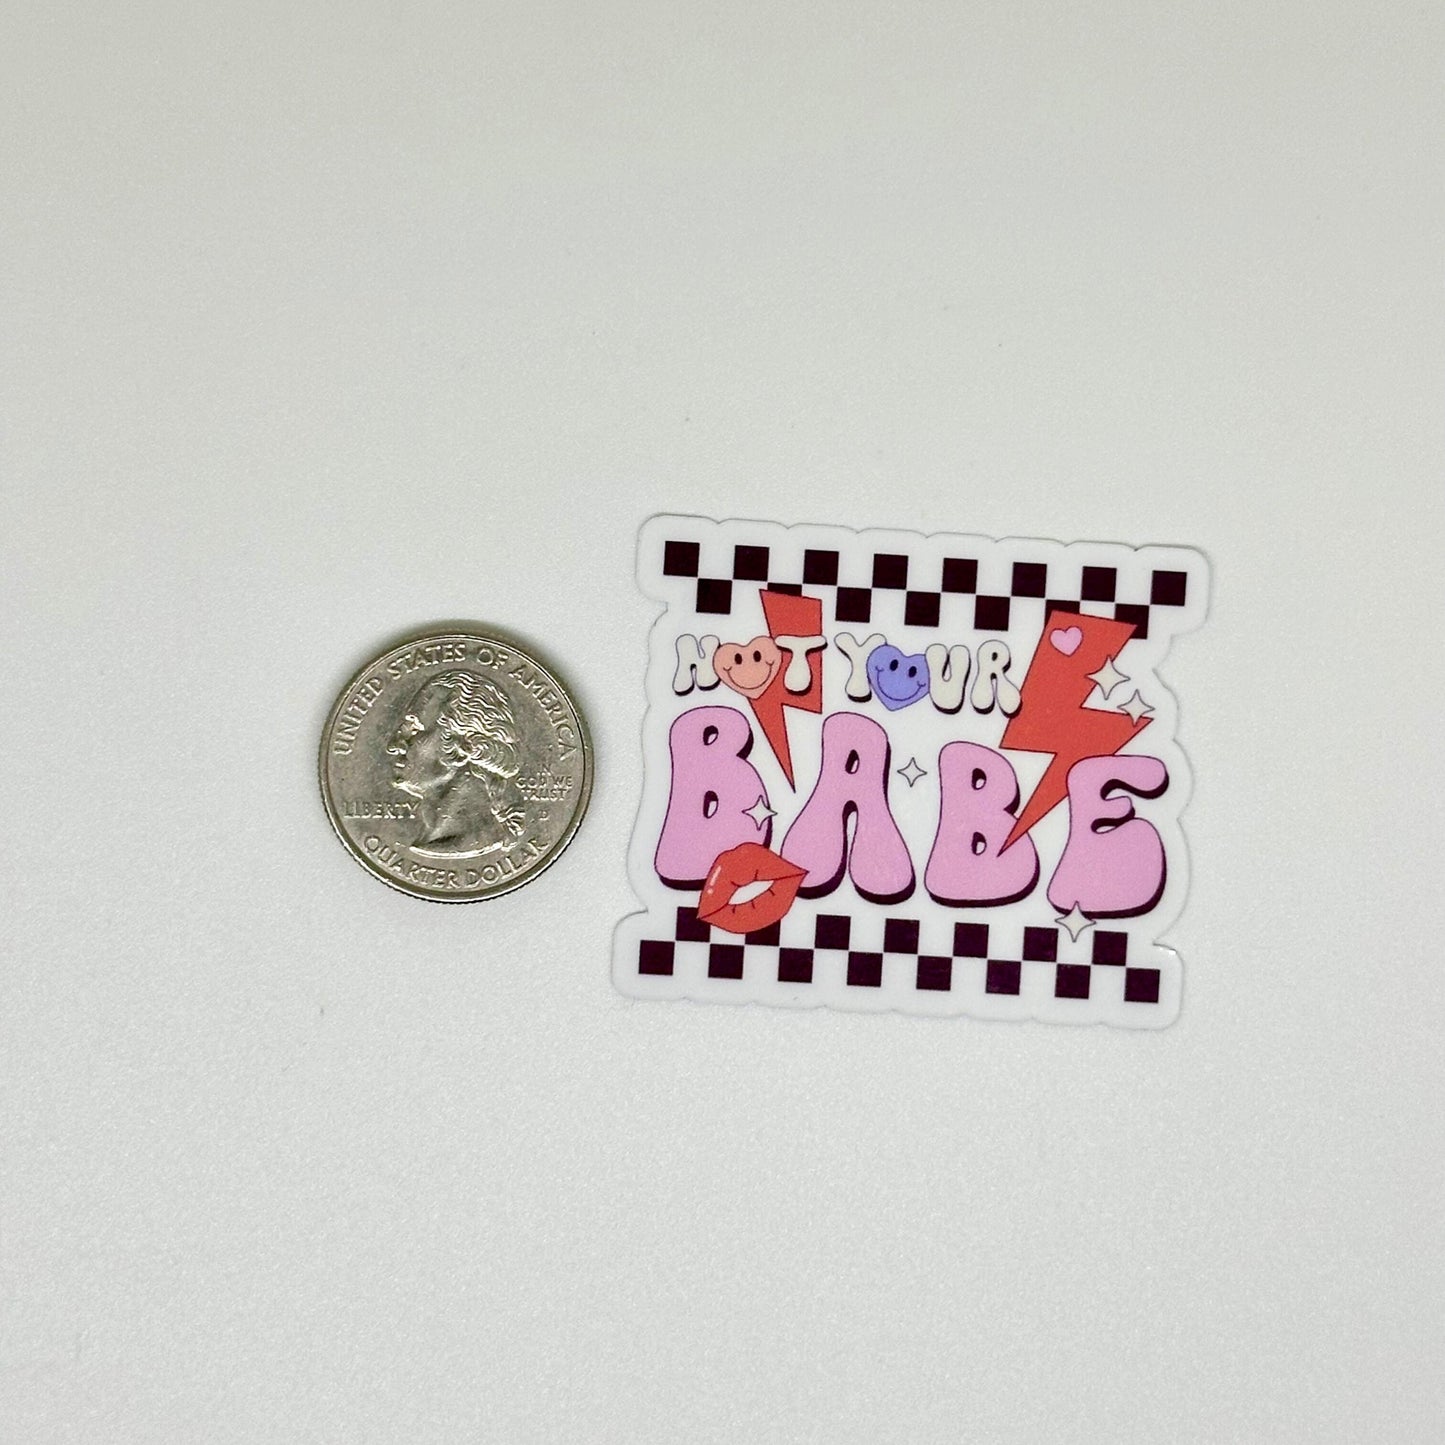 UNITED STATES OF AMERICA
LIBERTY
IN
GOD WE
TRUST
D
QUARTER DOLLAR
NOT YOUR
BABE